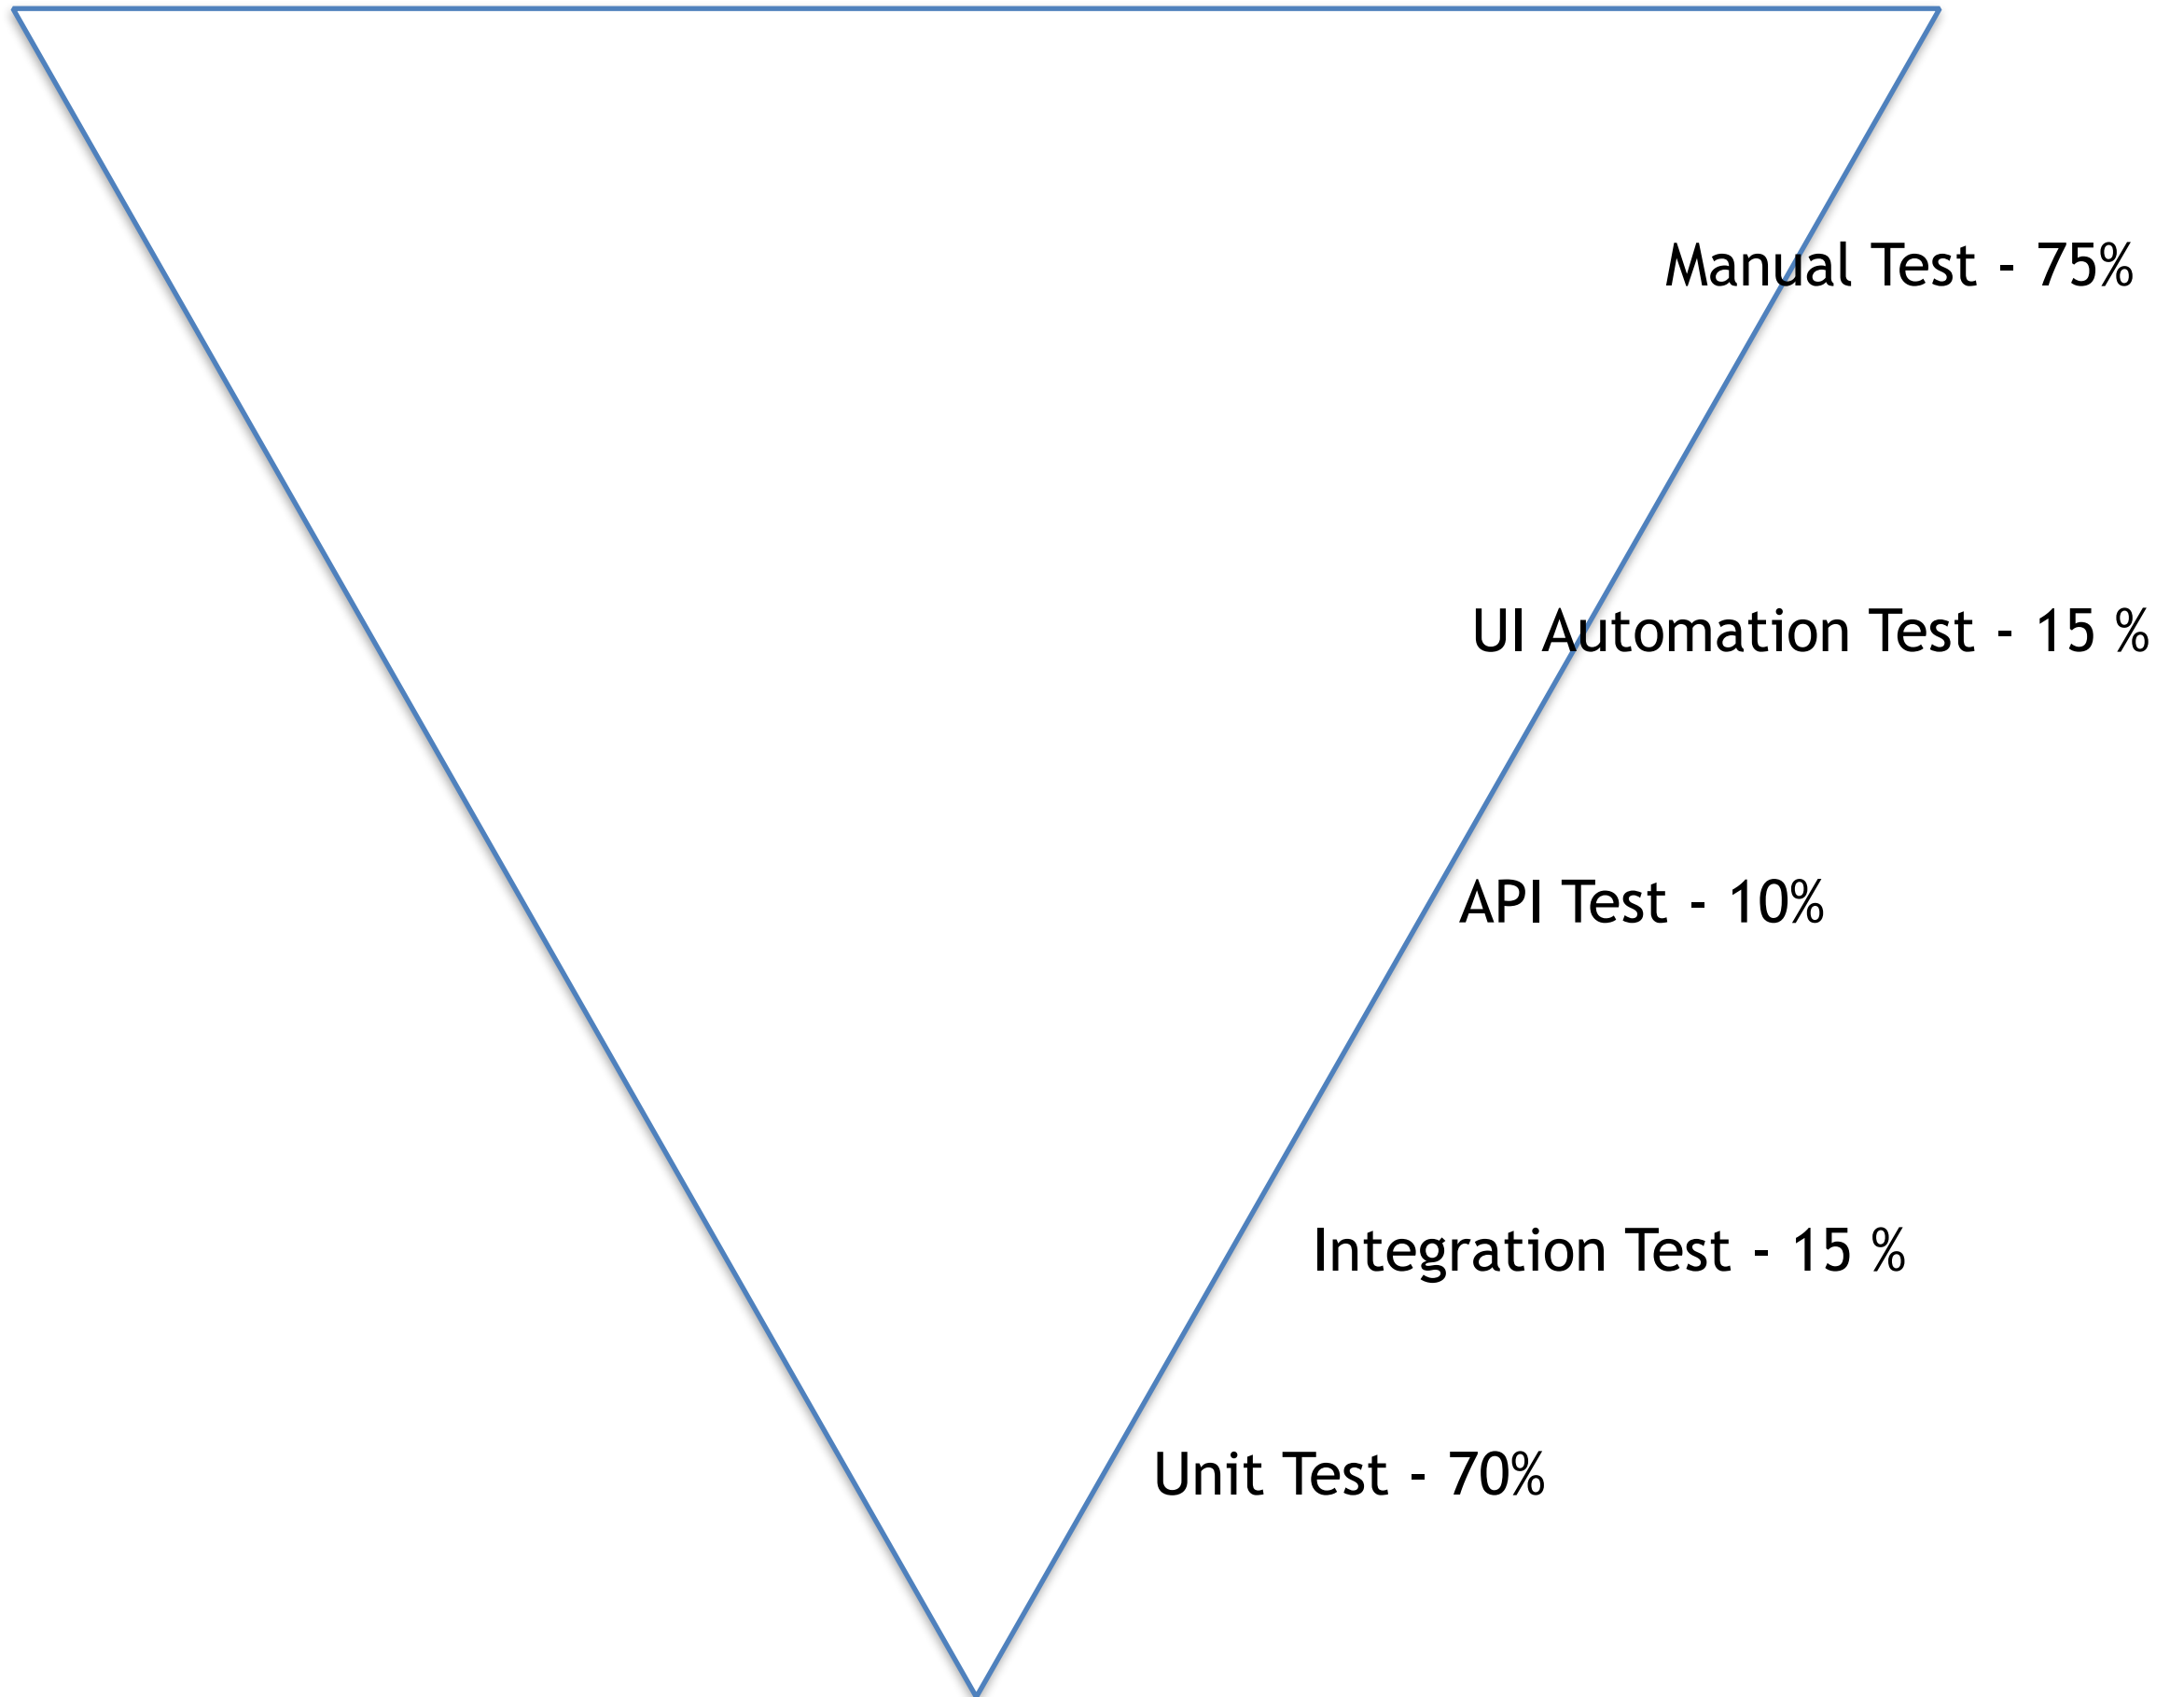 Manual Test - 75%
UI Automation Test - 15 %
API Test - 10%
Integration Test - 15 %
Unit Test - 70%